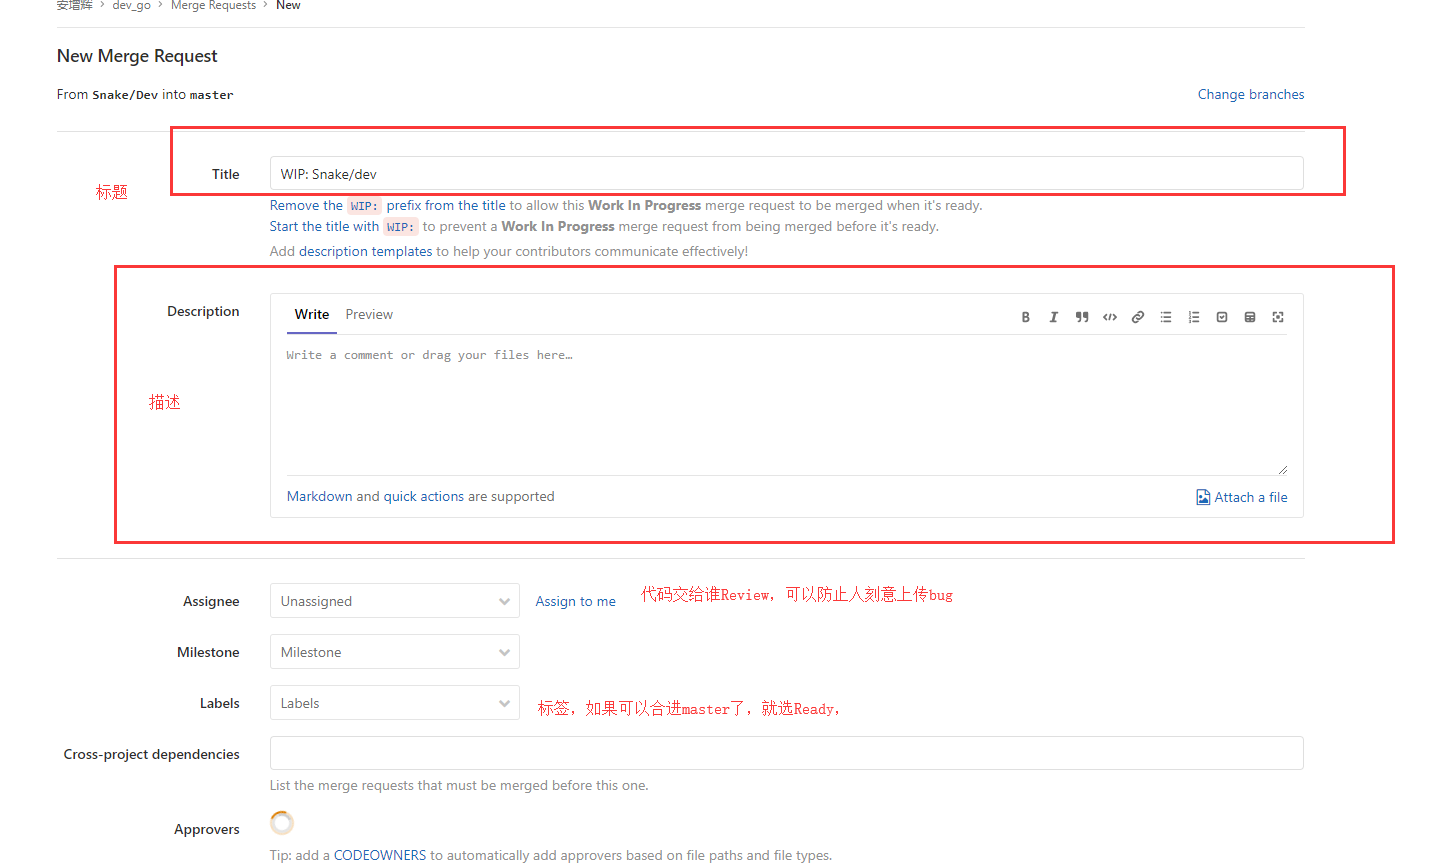 安增辉 > dev_go > Merge Requests > New
New Merge Request
From Snake/Dev into master
Change branches
Title
WIP: Snake/dev
标题
Remove the WIP: prefix from the title to allow this Work In Progress merge request to be merged when it's ready.
Start the title with WIP: to prevent a Work In Progress merge request from being merged before it's ready.
Add description templates to help your contributors communicate effectively!
Description
Write Preview
Write a comment or drag your files here…
描述
Markdown and quick actions are supported
Attach a file
Assignee
Unassigned
Assign to me
代码交给谁Review，可以防止人刻意上传bug
Milestone
Milestone
Labels
Labels
标签，如果可以合进master了，就选Ready，
Cross-project dependencies
List the merge requests that must be merged before this one.
Approvers
Tip: add a CODEOWNERS to automatically add approvers based on file paths and file types.